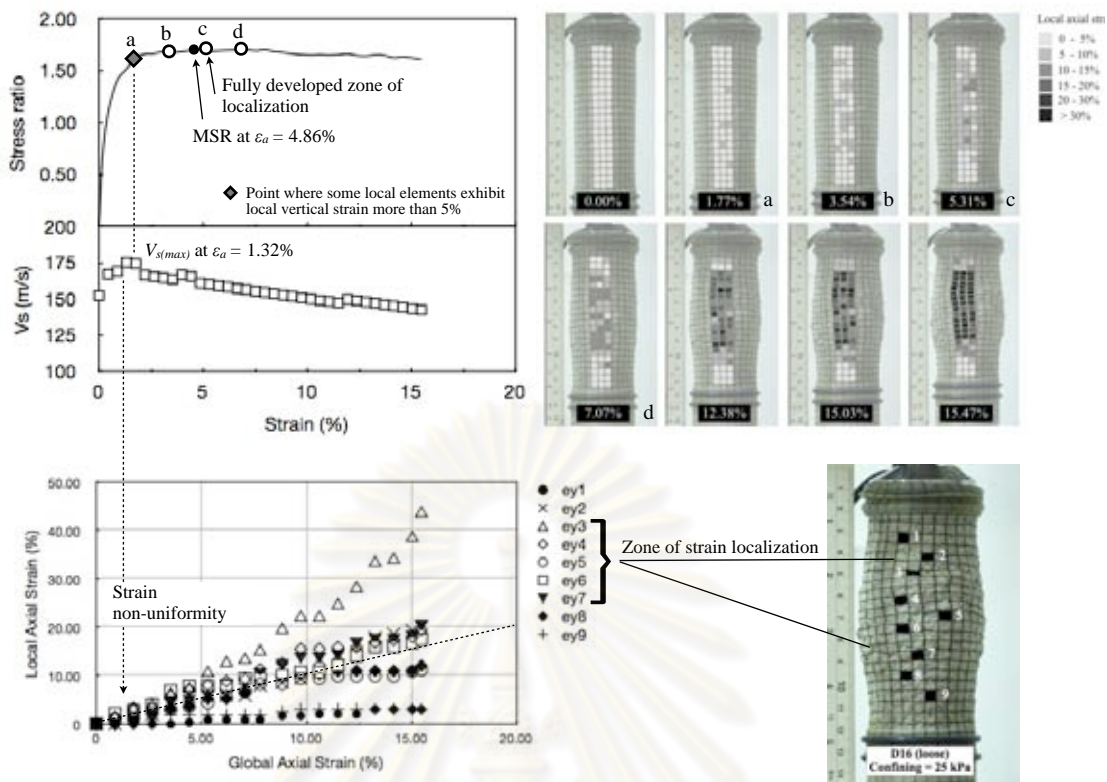 2.00
1.50
1.00
0.50
200
Stress ratio
a
b
c
d
Fully developed zone of
localization
MSR at εa = 4.86%
Point where some local elements exhibit
local vertical strain more than 5%
Vs(max) at εa = 1.32%
175
150
125
100
Vs (m/s)
0
5
10
15
20
Strain (%)
Local axial stra
0 - 5%
5 - 10%
10 - 15%
15 - 20%
20 - 30%
> 30%
0.00%
1.77%
a
3.54%
b
5.31%
c
7.07%
d
12.38%
15.03%
15.47%
50.00
40.00
30.00
20.00
10.00
0
Local Axial Strain (%)
Strain
non-uniformity
0
5.00
10.00
15.00
20.00
Global Axial Strain (%)
ey1
ey2
ey3
ey4
ey5
ey6
ey7
ey8
ey9
Zone of strain localization
1
2
4
5
6
7
8
9
D16 (loose)
Confining = 25 kPa